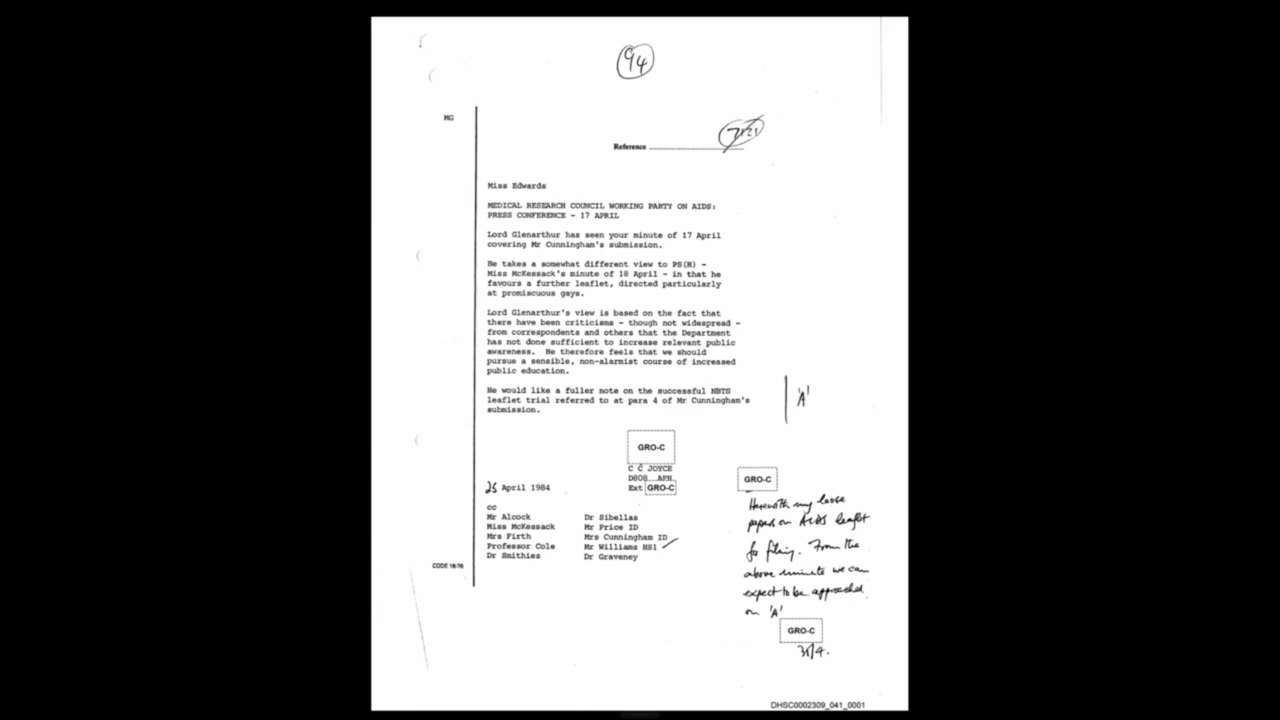 94
MG
7121
Reference
Miss Edwards
MEDICAL RESEARCH COUNCIL WORKING PARTY ON AIDS:
PRESS CONFERENCE - 17 APRIL
Lord Glenarthur has seen your minute of 17 April
covering Mr Cunningham's submission.
He takes a somewhat different view to PS(H) -
Miss McKessack's minute of 18 April - in that he
favours a further leaflet, directed particularly
at promiscuous gays.
Lord Glenarthur's view is based on the fact that
there have been criticisms - though not widespread -
from correspondents and others that the Department
has not done sufficient to increase relevant public
awareness. He therefore feels that we should
pursue a sensible, non-alarmist course of increased
public education.
He would like a fuller note on the successful NBTS
leaflet trial referred to at para 4 of Mr Cunningham's
submission.
'A'
GRO-C
C C JOYCE
D808 APH
Ext GRO-C
25 April 1984
cc
Mr Alcock
Miss McKessack
Mrs Firth
Professor Cole
Dr Smithies
Dr Sibellas
Mr Price ID
Mrs Cunningham ID
Mr Williams HS1
Dr Graveney
CODE 18-76
GRO-C
Herewith my loose
papers on AIDS leaflet
for filing. From the
above minute we can
expect to be approached
on 'A'
GRO-C
DHSC0002309_041_0001